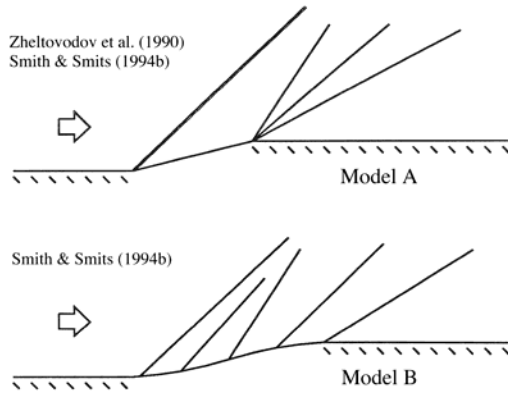 Zheltovodov et al. (1990)
Smith & Smits (1994b)
Model A
Smith & Smits (1994b)
Model B